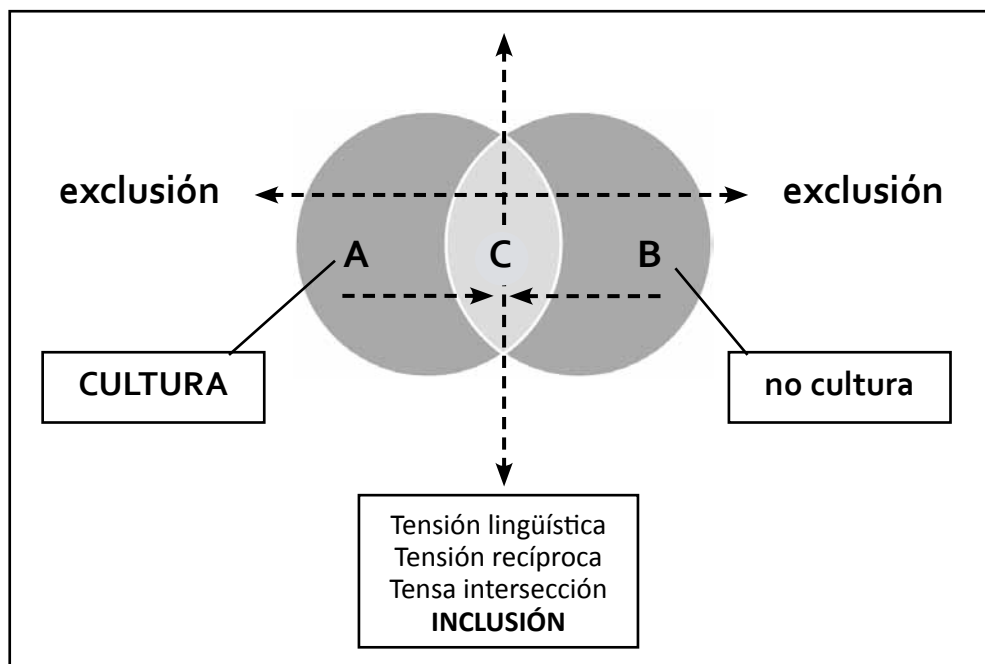 exclusión
exclusión
A
C
B
CULTURA
no cultura
Tensión lingüística
Tensión recíproca
Tensa intersección
INCLUSIÓN